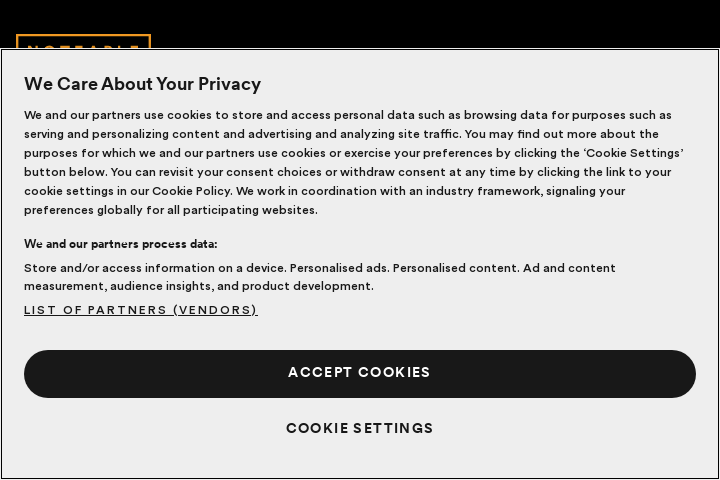 We Care About Your Privacy
We and our partners use cookies to store and access personal data such as browsing data for purposes such as
serving and personalizing content and advertising and analyzing site traffic. You may find out more about the
purposes for which we and our partners use cookies or exercise your preferences by clicking the ‘Cookie Settings’
button below. You can revisit your consent choices or withdraw consent at any time by clicking the link to your
cookie settings in our Cookie Policy. We work in coordination with an industry framework, signaling your
preferences globally for all participating websites.
We and our partners process data:
Store and/or access information on a device. Personalised ads. Personalised content. Ad and content
measurement, audience insights, and product development.
LIST OF PARTNERS (VENDORS)
ACCEPT COOKIES
COOKIE SETTINGS